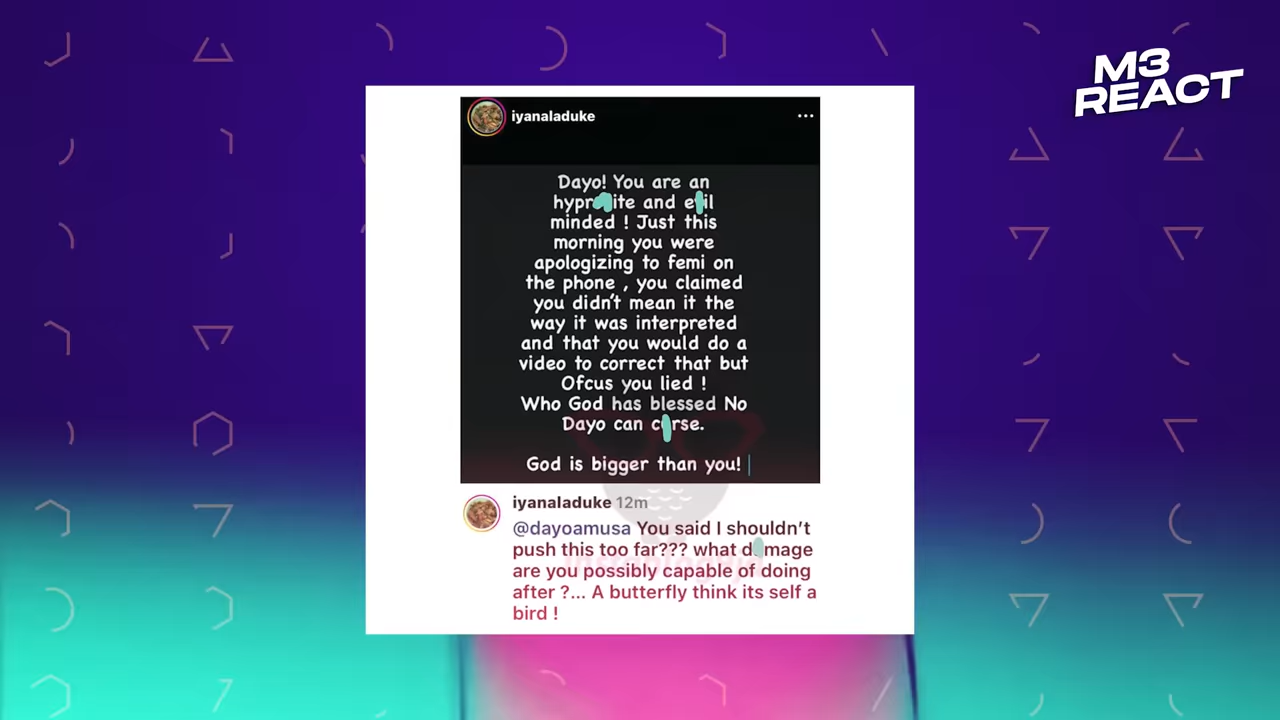 M3
REACT
iyanaladuke
Dayo! You are an
and
minded ! Just this
morning you were
apologizing to femi on
the phone , you claimed
you didn't mean it the
way it was interpreted
and that you would do a
video to correct that but
Ofcus you lied !
Who God has blessed No
Dayo can
God is bigger than you!
iyanaladuke 12m
@dayoamusa You said I shouldn't
push this too far??? what
are you possibly capable of doing
after ?... A butterfly think its self a
bird !